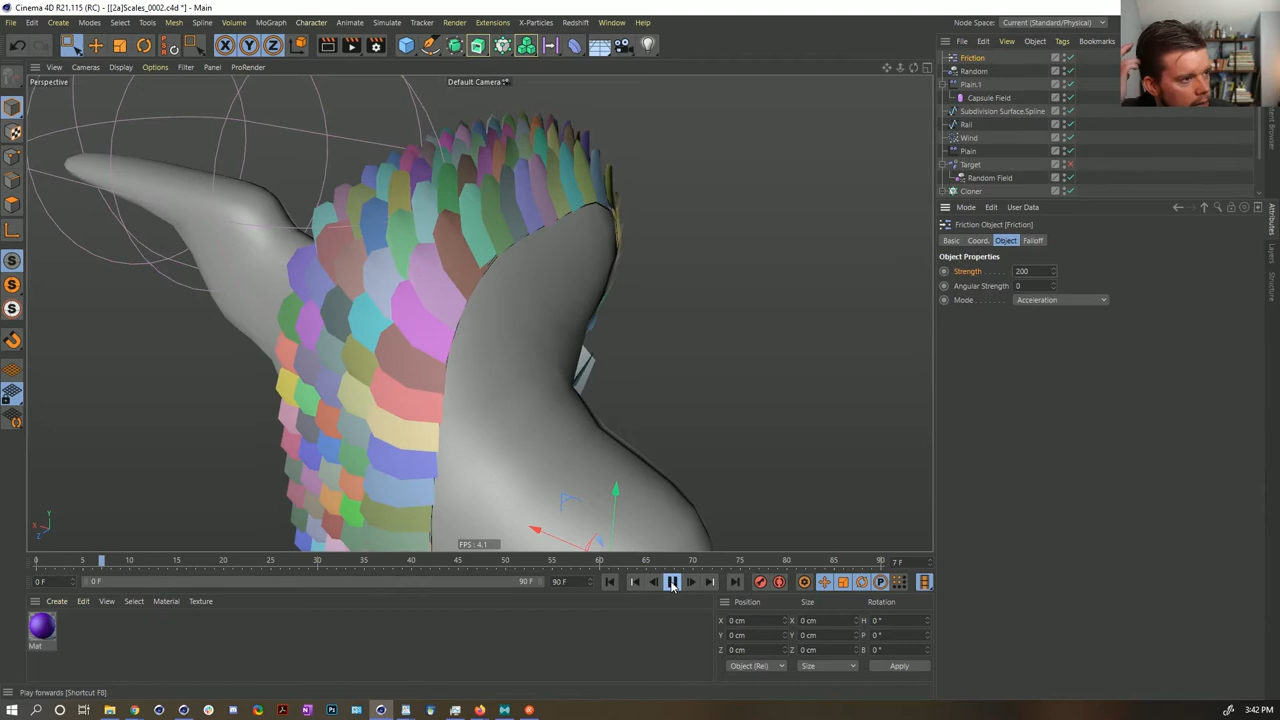 Cinema 4D R21.115 (RC) - [[2a]Scales_0002.c4d *] - Main
File Edit Create Modes Select Tools Mesh Spline Volume MoGraph Character Animate Simulate Tracker Render Extensions X-Particles Redshift Window Help
Node Space: Current (Standard/Physical)
View Cameras Display Options Filter Panel ProRender
Perspective
Default Camera
File Edit View Object Tags Bookmarks
Friction
Random
Plain.1
Capsule Field
Subdivision Surface.Spline
Rail
Wind
Plain
Target
Random Field
Cloner
Mode Edit User Data
Friction Object [Friction]
Basic Coord. Object Falloff
Object Properties
Strength . . . . . 200
Angular Strength 0
Mode . . . . . . . Acceleration
Content Browser
Attributes
Layers
Structure
X Y Z
P
Y
X
Z
FPS : 4.1
0 5 10 15 20 25 30 35 40 45 50 55 60 65 70 75 80 85 90 7 F
0 F 0 F 90 F 90 F
Create Edit View Select Material Texture
Mat
Position Size Rotation
X 0 cm X 0 cm H 0 °
Y 0 cm Y 0 cm P 0 °
Z 0 cm Z 0 cm B 0 °
Object (Rel) Size Apply
Play forwards [Shortcut F8]
3:42 PM